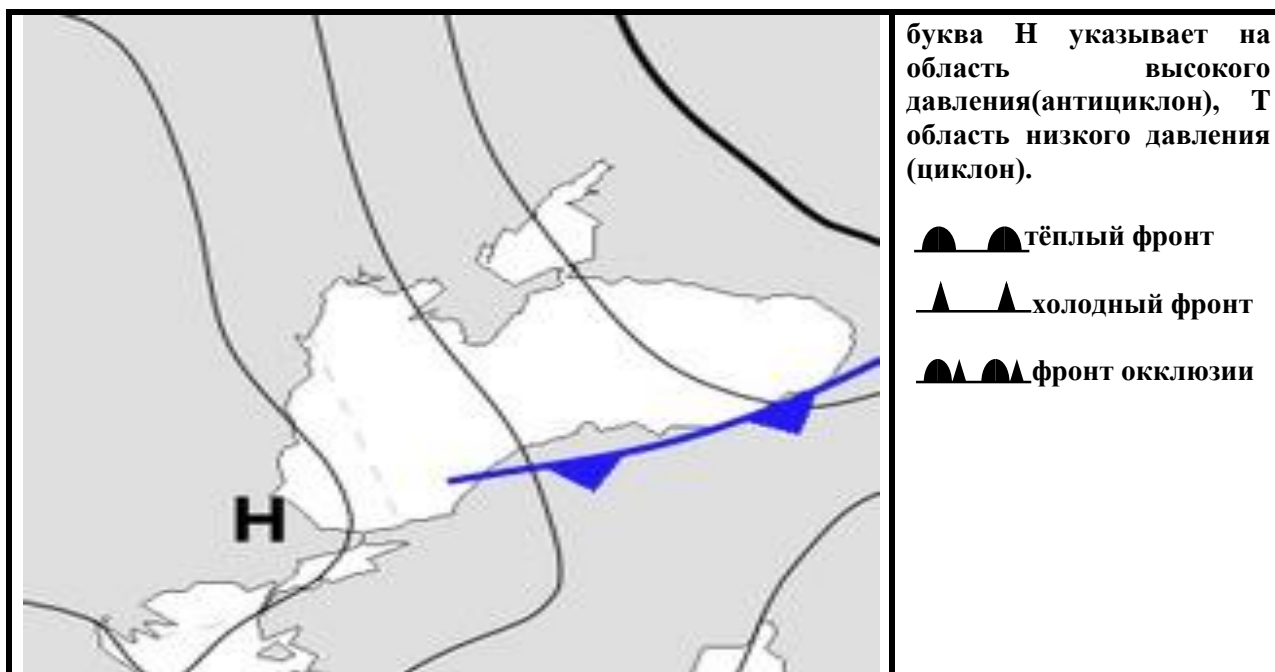 буква Н указывает на
область высокого
давления(антициклон), Т
область низкого давления
(циклон).
тёплый фронт
холодный фронт
фронт окклюзии
H